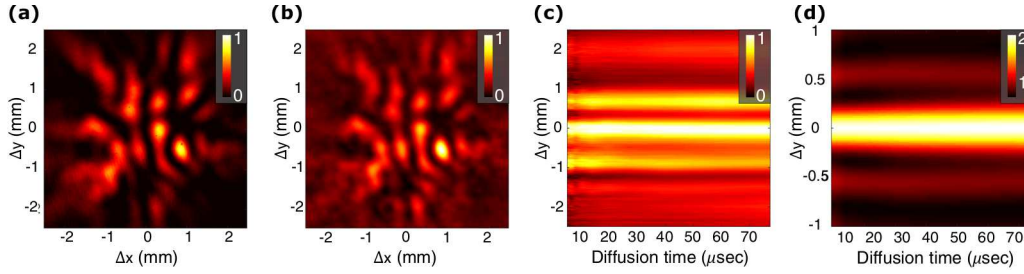 (a) (b) (c) (d)
2 1 0 -1 -2
Δy (mm)
-2 -1 0 1 2
Δx (mm)
1 0
2 1 0 -1 -2
Δy (mm)
-2 -1 0 1 2
Δx (mm)
1 0
2 1 0 -1 -2
Δy (mm)
10 20 30 40 50 60 70
Diffusion time (μsec)
1 0
1 0.5 0 -0.5 -1
Δy (mm)
10 20 30 40 50 60 70
Diffusion time (μsec)
2 1